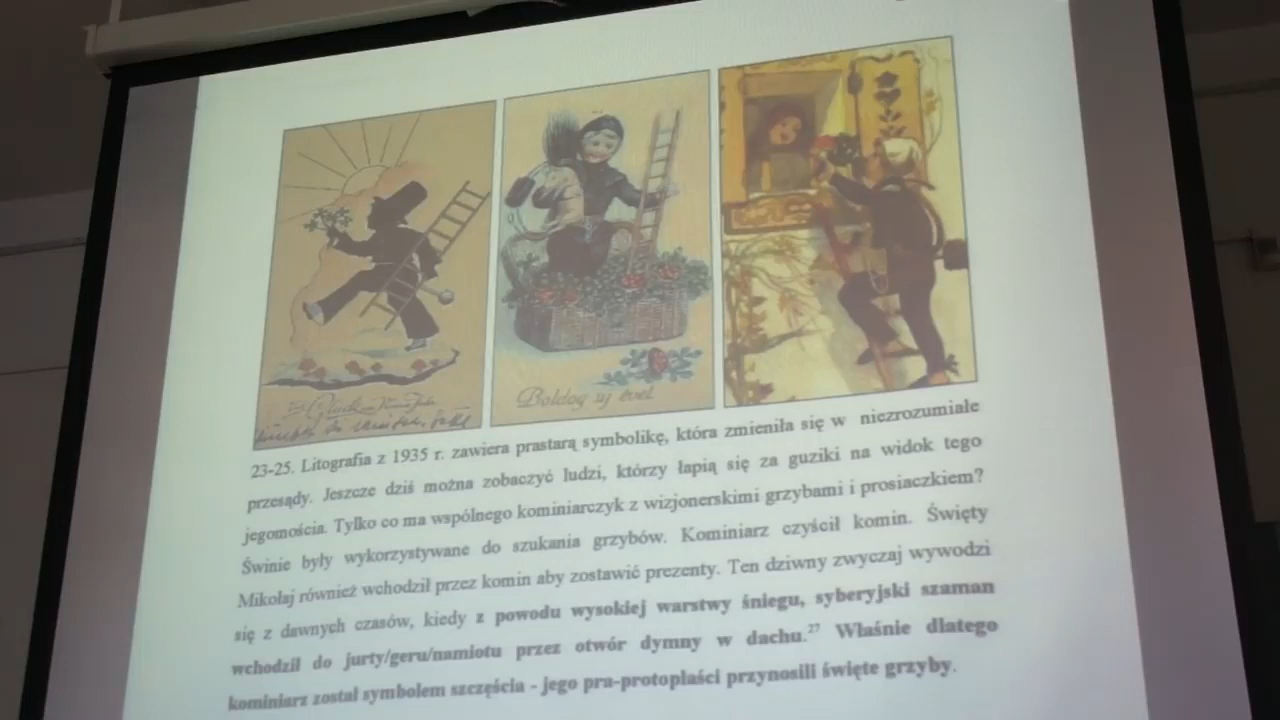 Boldog új évet
23-25. Litografia z 1935 r. zawiera prastarą symbolikę, która zmieniła się w niezrozumiałe
przesądy. Jeszcze dziś można zobaczyć ludzi, którzy łapią się za guziki na widok tego
jegomościa. Tylko co ma wspólnego kominiarczyk z wizjonerskimi grzybami i prosiaczkiem?
Świnie były wykorzystywane do szukania grzybów. Kominiarz czyścił komin. Święty
Mikołaj również wchodził przez komin aby zostawić prezenty. Ten dziwny zwyczaj wywodzi
się z dawnych czasów, kiedy z powodu wysokiej warstwy śniegu, syberyjski szaman
wchodził do jurty/geru/namiotu przez otwór dymny w dachu.²⁷ Właśnie dlatego
kominiarz został symbolem szczęścia - jego pra-protoplaści przynosili święte grzyby.